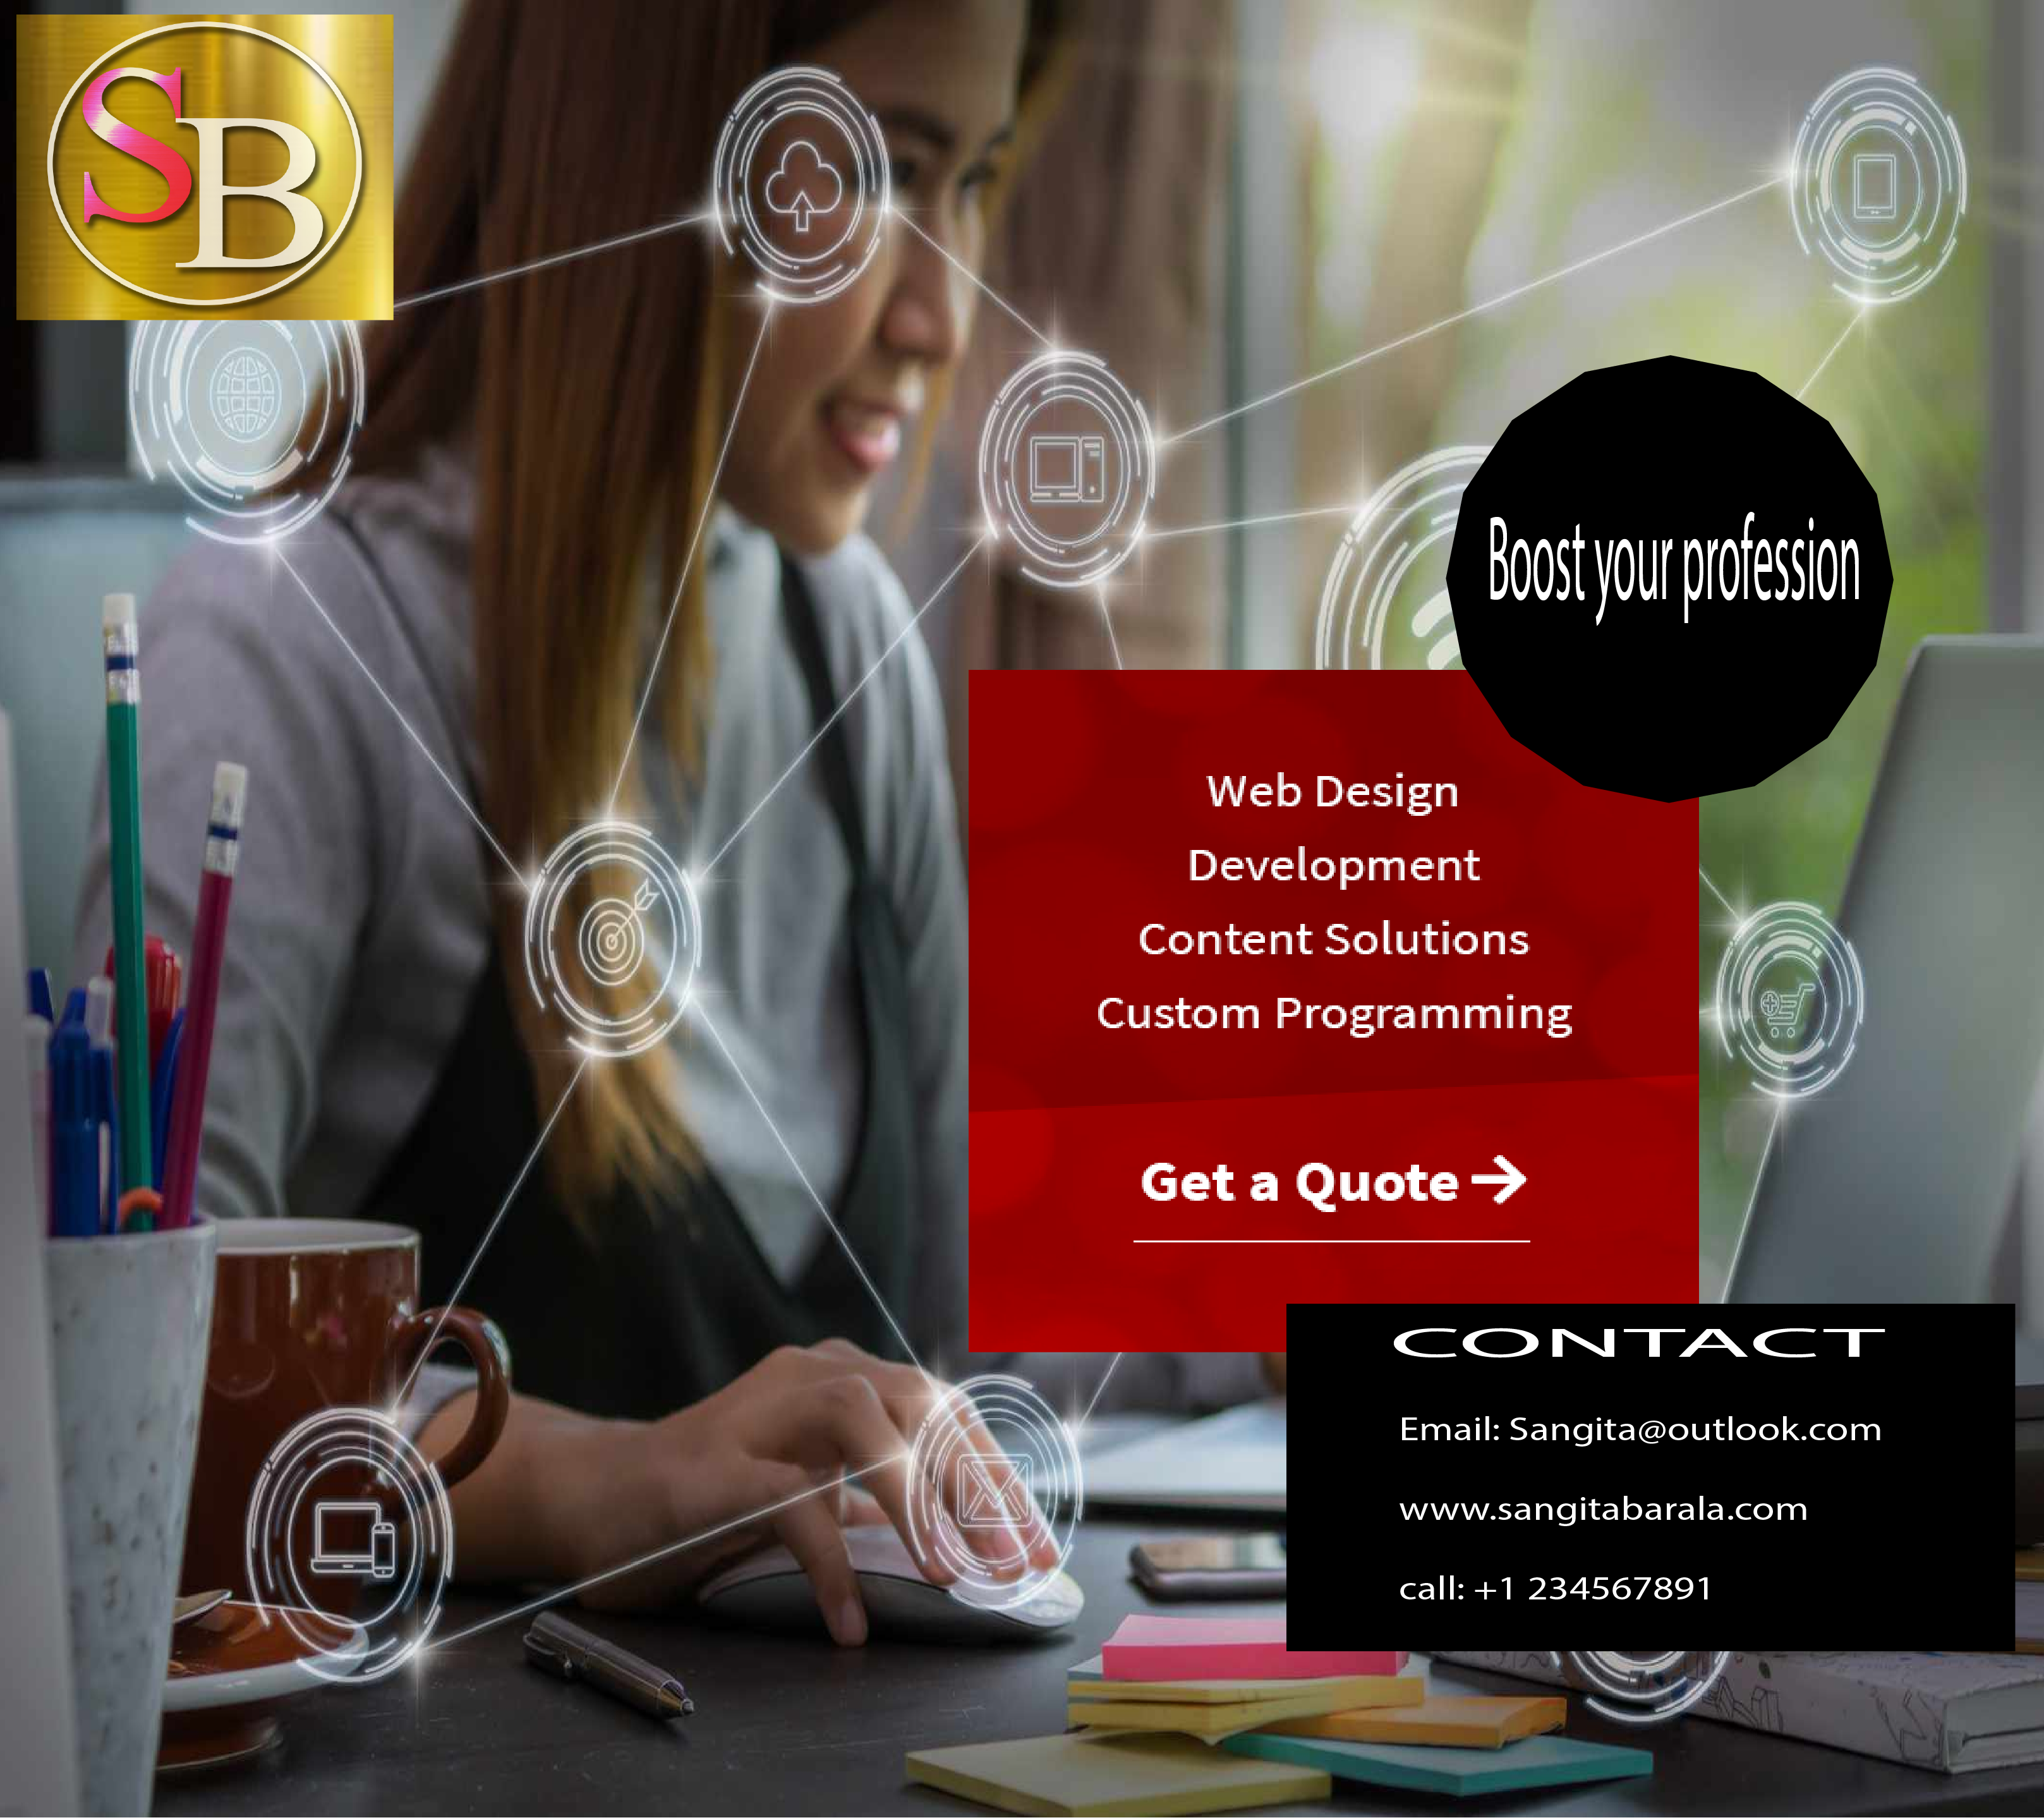 SB
Boost your profession
Web Design
Development
Content Solutions
Custom Programming
Get a Quote →
CONTACT
Email: Sangita@outlook.com
www.sangitabarala.com
call: +1 234567891